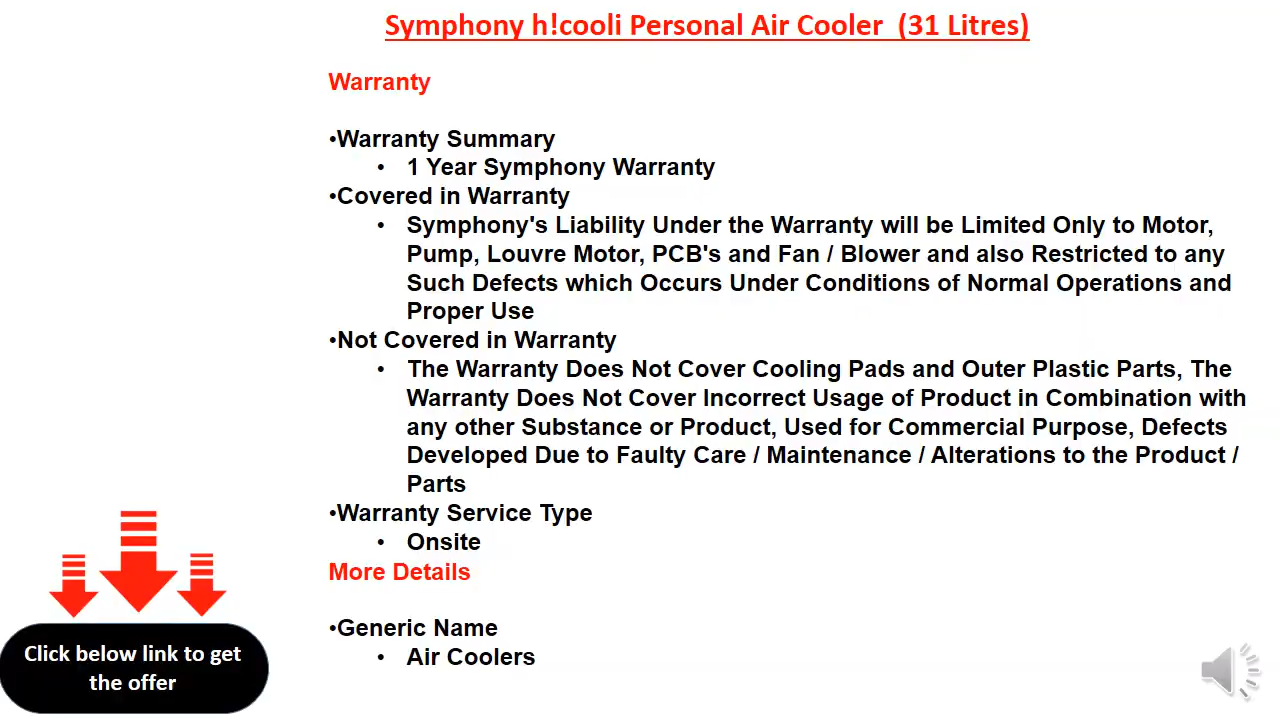 Symphony h!cooli Personal Air Cooler (31 Litres)
Warranty
•Warranty Summary
• 1 Year Symphony Warranty
•Covered in Warranty
• Symphony's Liability Under the Warranty will be Limited Only to Motor,
Pump, Louvre Motor, PCB's and Fan / Blower and also Restricted to any
Such Defects which Occurs Under Conditions of Normal Operations and
Proper Use
•Not Covered in Warranty
• The Warranty Does Not Cover Cooling Pads and Outer Plastic Parts, The
Warranty Does Not Cover Incorrect Usage of Product in Combination with
any other Substance or Product, Used for Commercial Purpose, Defects
Developed Due to Faulty Care / Maintenance / Alterations to the Product /
Parts
•Warranty Service Type
• Onsite
More Details
•Generic Name
• Air Coolers
Click below link to get
the offer